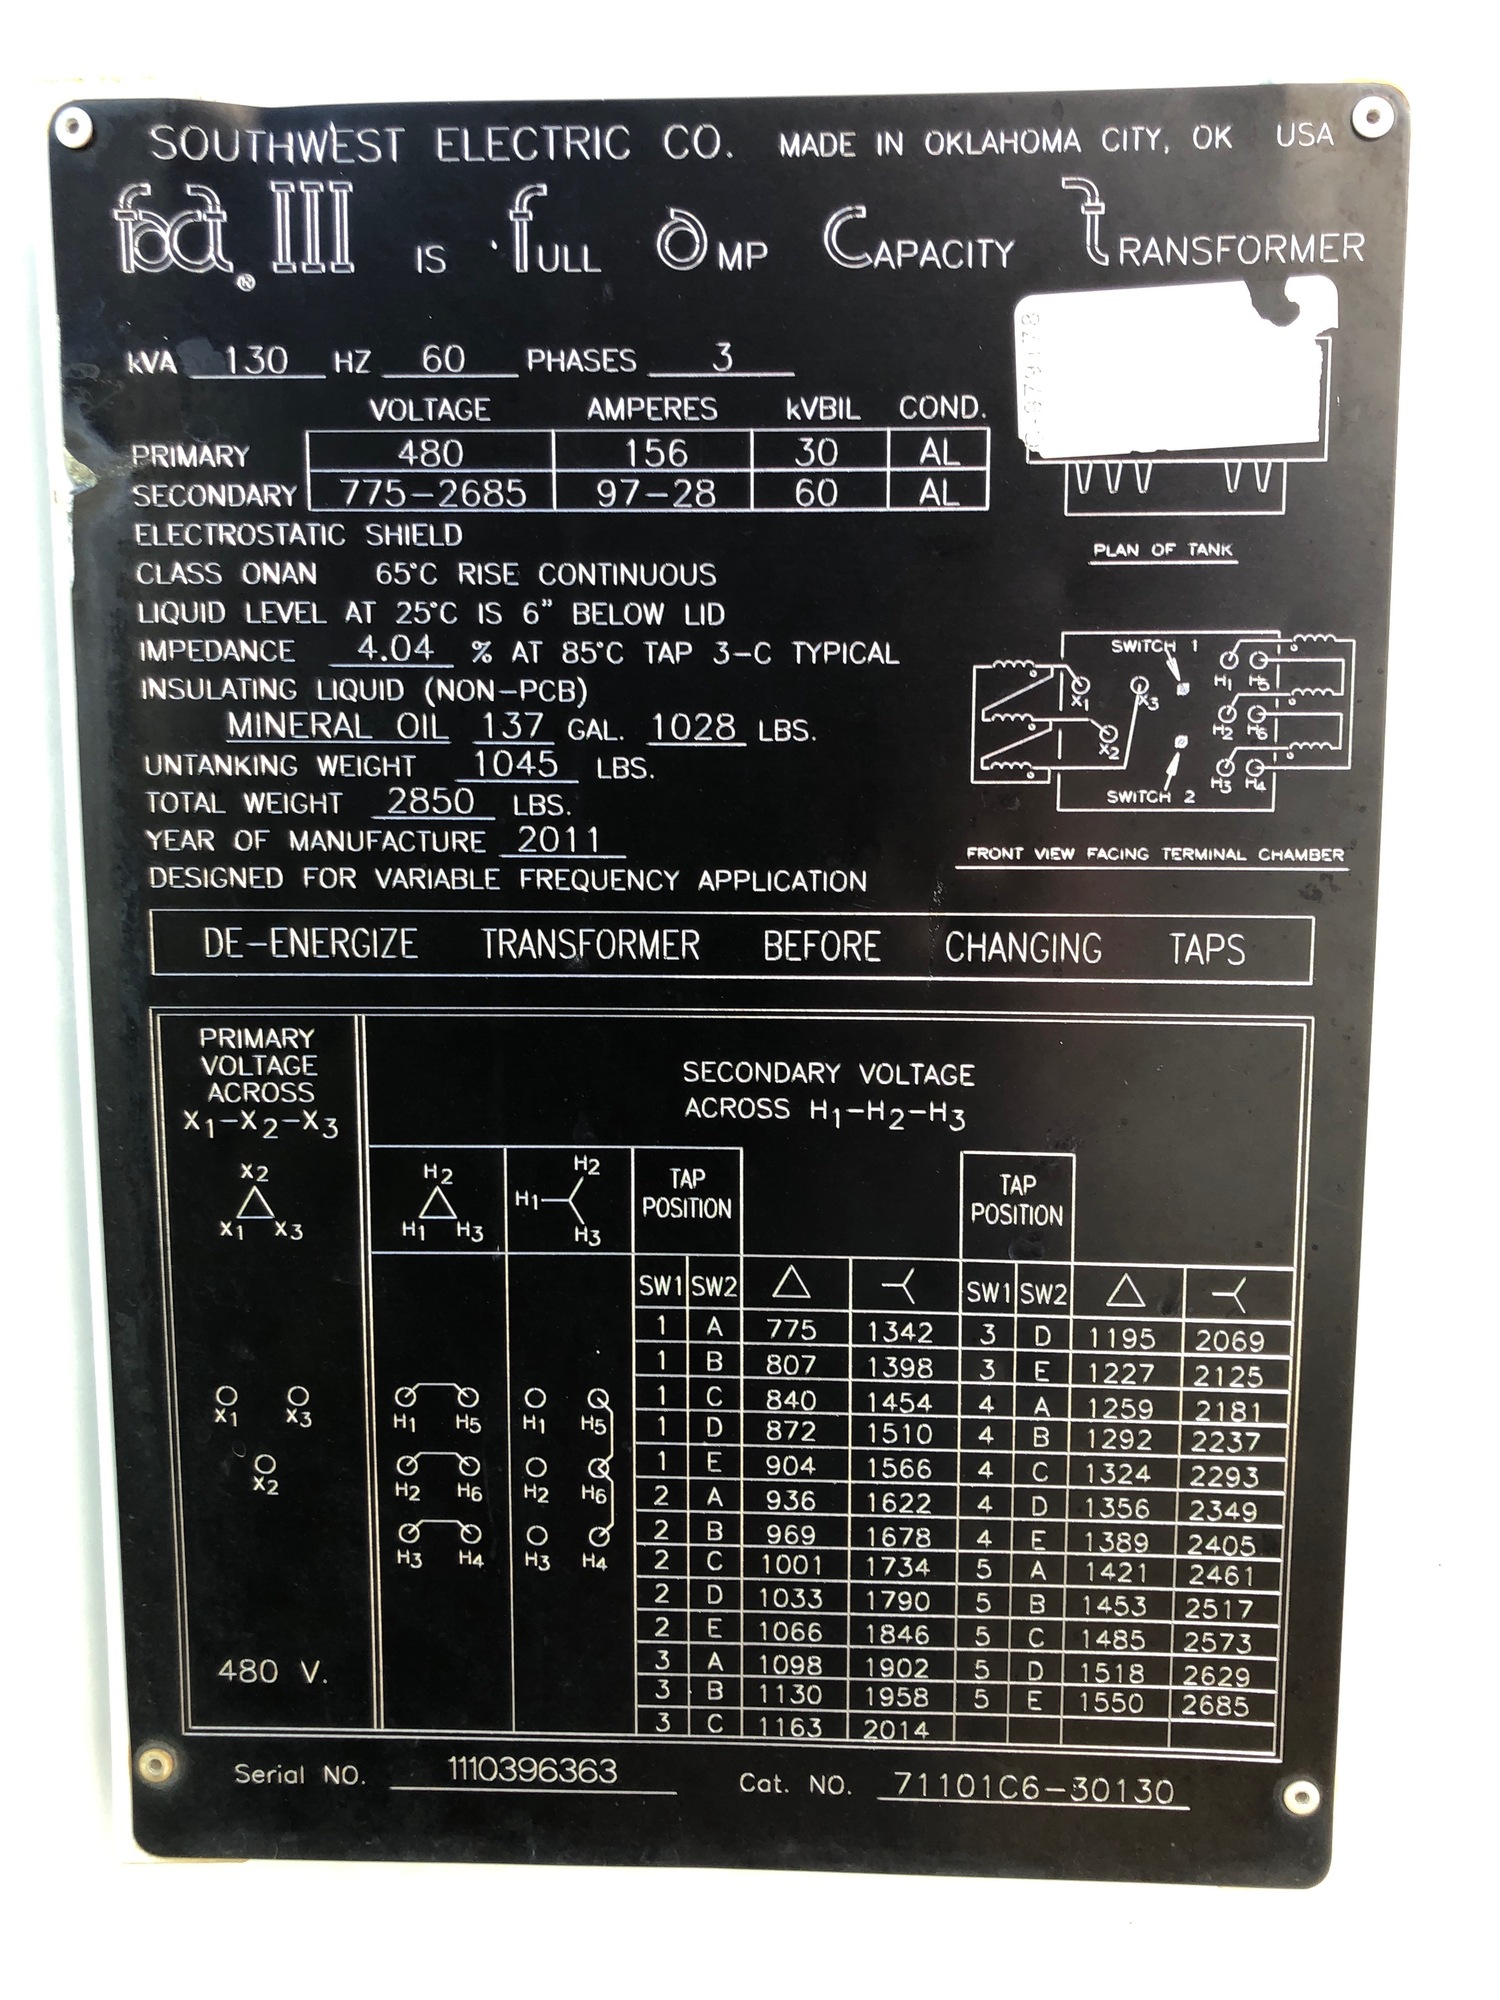 SOUTHWEST ELECTRIC CO. MADE IN OKLAHOMA CITY, OK USA
fact.® III IS FULL AMP CAPACITY TRANSFORMER
kVA 130 HZ 60 PHASES 3
VOLTAGE AMPERES kVBIL COND.
PRIMARY 480 156 30 AL
SECONDARY 775-2685 97-28 60 AL
ELECTROSTATIC SHIELD
CLASS ONAN 65°C RISE CONTINUOUS
LIQUID LEVEL AT 25°C IS 6" BELOW LID
IMPEDANCE 4.04 % AT 85°C TAP 3-C TYPICAL
INSULATING LIQUID (NON-PCB)
MINERAL OIL 137 GAL. 1028 LBS.
UNTANKING WEIGHT 1045 LBS.
TOTAL WEIGHT 2850 LBS.
YEAR OF MANUFACTURE 2011
DESIGNED FOR VARIABLE FREQUENCY APPLICATION
PLAN OF TANK
SWITCH 1
H1 H5
X1 X3
H2 H6
X2
H3 H4
SWITCH 2
FRONT VIEW FACING TERMINAL CHAMBER
DE-ENERGIZE TRANSFORMER BEFORE CHANGING TAPS
PRIMARY
VOLTAGE
ACROSS
X1-X2-X3
X2
X1 X3
X1 X3
X2
480 V.
SECONDARY VOLTAGE
ACROSS H1-H2-H3
H2
H1 H3
H2
H1
H3
H1 H5 H1 H5
H2 H6 H2 H6
H3 H4 H3 H4
TAP
POSITION
TAP
POSITION
SW1 SW2 △ Y SW1 SW2 △ Y
1 A 775 1342 3 D 1195 2069
1 B 807 1398 3 E 1227 2125
1 C 840 1454 4 A 1259 2181
1 D 872 1510 4 B 1292 2237
1 E 904 1566 4 C 1324 2293
2 A 936 1622 4 D 1356 2349
2 B 969 1678 4 E 1389 2405
2 C 1001 1734 5 A 1421 2461
2 D 1033 1790 5 B 1453 2517
2 E 1066 1846 5 C 1485 2573
3 A 1098 1902 5 D 1518 2629
3 B 1130 1958 5 E 1550 2685
3 C 1163 2014
Serial NO. 1110396363
Cat. NO. 71101C6-30130